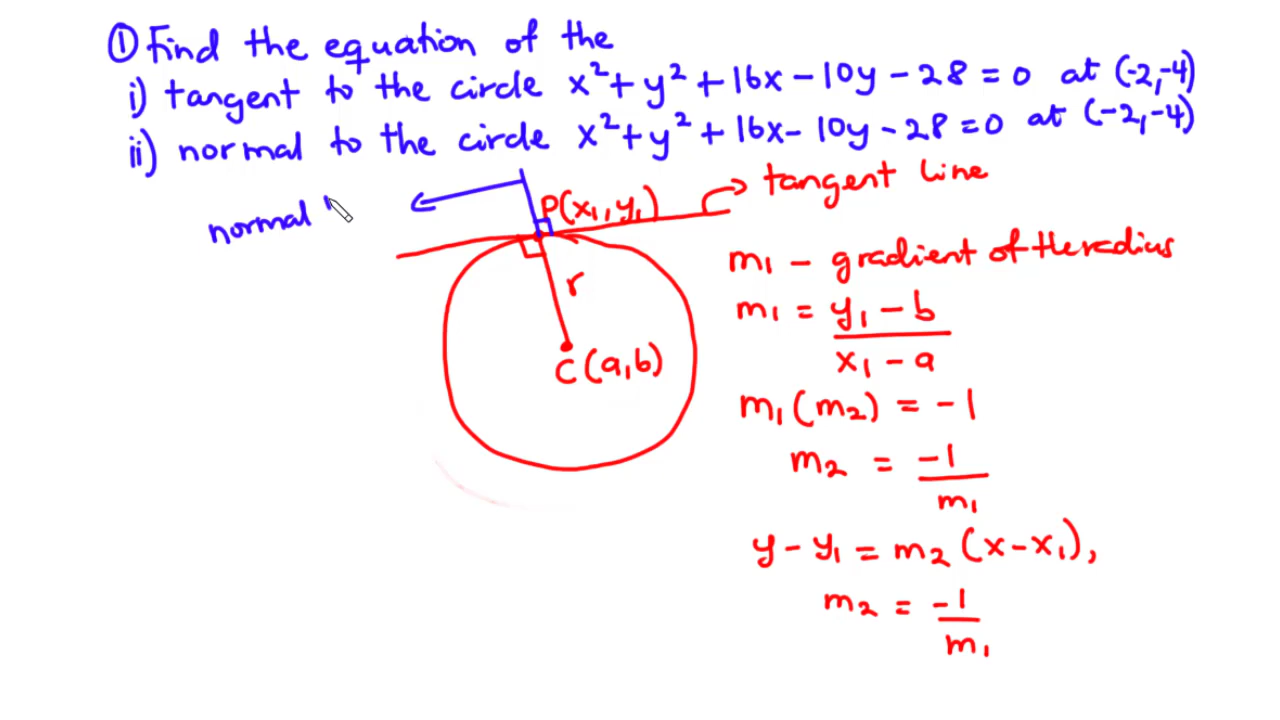 ① Find the equation of the
i) tangent to the circle x² + y² + 16x − 10y − 28 = 0 at (-2,-4)
ii) normal to the circle x² + y² + 16x − 10y − 28 = 0 at (-2,-4)
tangent line
P(x₁, y₁)
normal
m₁ − gradient of the radius
r
m₁ = y₁ − b / x₁ − a
C (a, b)
m₁ (m₂) = −1
m₂ = −1 / m₁
y − y₁ = m₂ (x − x₁),
m₂ = −1 / m₁